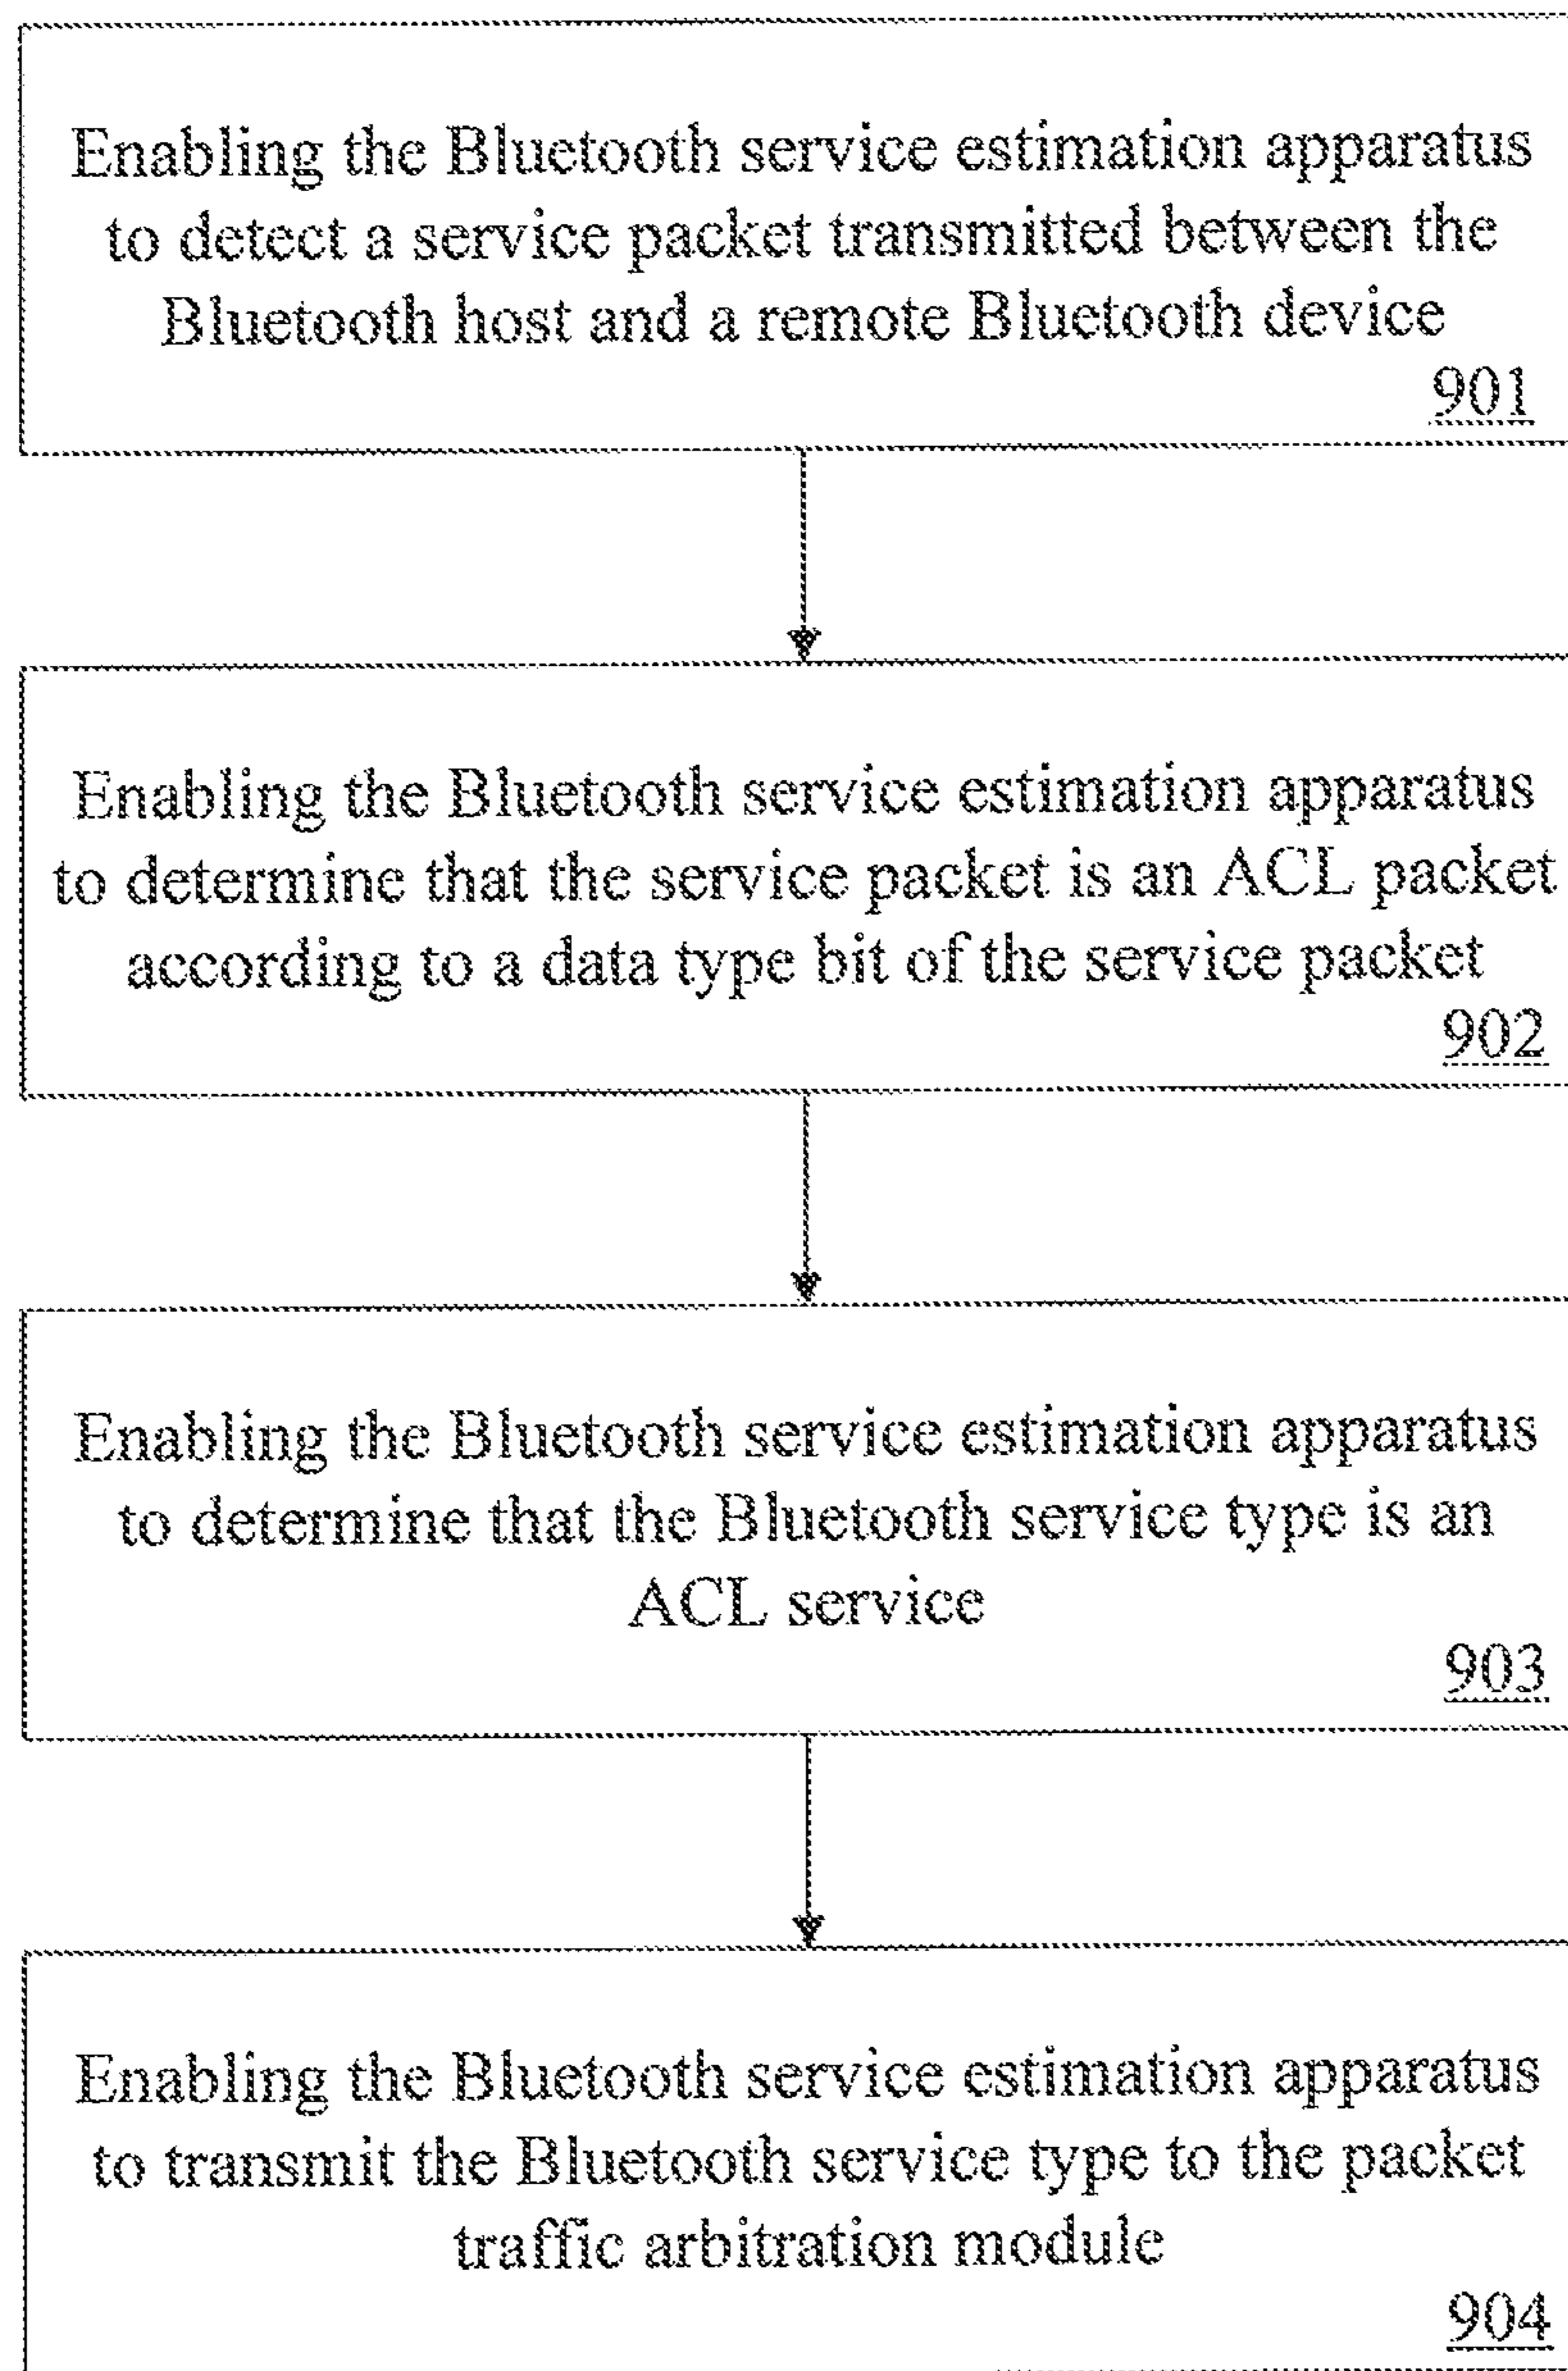 Enabling the Bluetooth service estimation apparatus
to detect a service packet transmitted between the
Bluetooth host and a remote Bluetooth device
901
Enabling the Bluetooth service estimation apparatus
to determine that the service packet is an ACL packet
according to a data type bit of the service packet
902
Enabling the Bluetooth service estimation apparatus
to determine that the Bluetooth service type is an
ACL service
903
Enabling the Bluetooth service estimation apparatus
to transmit the Bluetooth service type to the packet
traffic arbitration module
904